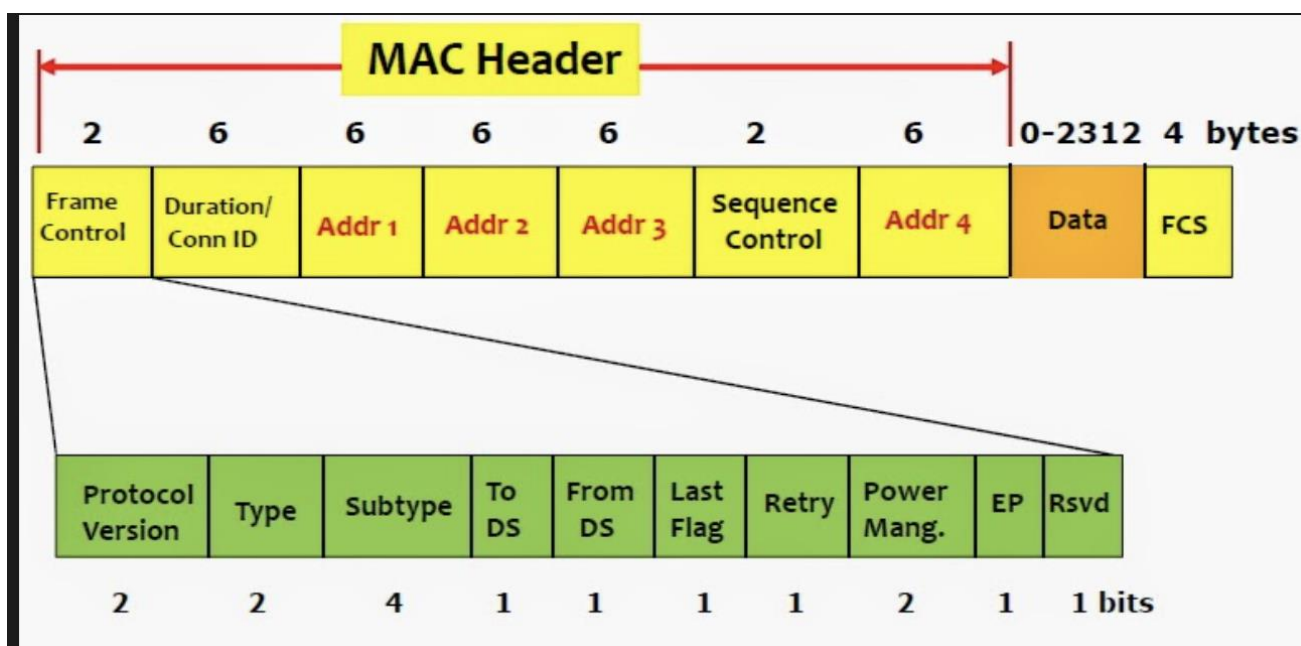 MAC Header
2 6 6 6 6 2 6 0-2312 4 bytes
Frame
Control
Duration/
Conn ID
Addr 1
Addr 2
Addr 3
Sequence
Control
Addr 4
Data
FCS
Protocol
Version
Type
Subtype
To
DS
From
DS
Last
Flag
Retry
Power
Mang.
EP
Rsvd
2 2 4 1 1 1 1 2 1 1 bits